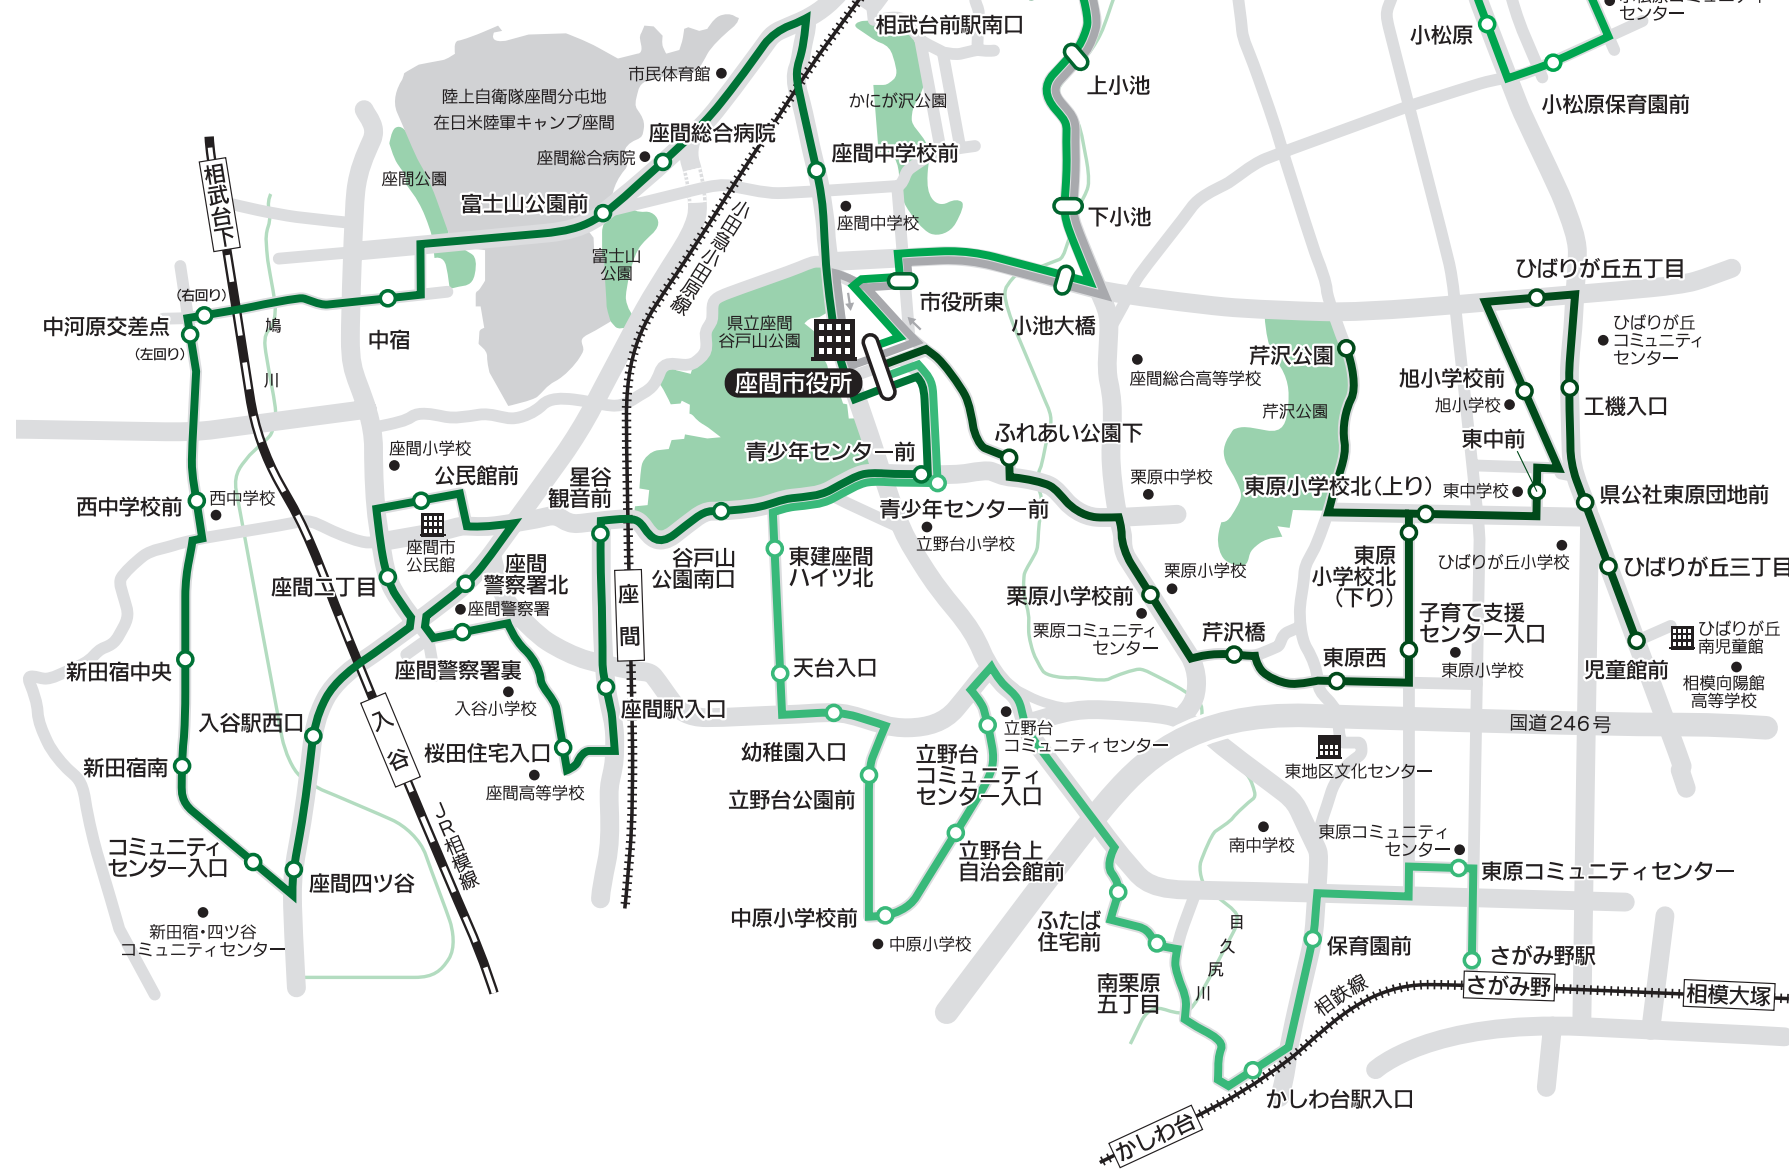 相武台前駅南口
センター
小松原
市民体育館
上小池
陸上自衛隊座間分屯地
在日米陸軍キャンプ座間
かにが沢公園
小松原保育園前
座間総合病院
座間総合病院
座間中学校前
相武台下
座間公園
富士山公園前
座間中学校
下小池
小田急小田原線
富士山
公園
ひばりが丘五丁目
(右回り)
中河原交差点
(左回り)
鳩
川
中宿
県立座間
谷戸山公園
市役所東
小池大橋
座間市役所
ひばりが丘
コミュニティ
センター
芹沢公園
座間総合高等学校
芹沢公園
旭小学校前
旭小学校
工機入口
東中前
座間小学校
公民館前
青少年センター前
ふれあい公園下
星谷
観音前
栗原中学校
東原小学校北(上り)
東中学校
県公社東原団地前
西中学校前
西中学校
青少年センター前
立野台小学校
座間市
公民館
座間
警察署北
谷戸山
公園南口
東建座間
ハイツ北
東原
小学校北
(下り)
ひばりが丘小学校
ひばりが丘三丁目
座間二丁目
座間警察署
座間
栗原小学校
栗原小学校前
栗原コミュニティ
センター
芹沢橋
子育て支援
センター入口
ひばりが丘
南児童館
新田宿中央
座間警察署裏
天台入口
東原西
東原小学校
児童館前
相模向陽館
高等学校
入谷小学校
座間駅入口
入谷駅西口
入谷
桜田住宅入口
座間高等学校
幼稚園入口
立野台
コミュニティセンター
立野台
コミュニティ
センター入口
国道246号
新田宿南
立野台公園前
東地区文化センター
JR相模線
コミュニティ
センター入口
座間四ツ谷
立野台上
自治会館前
南中学校
東原コミュニティ
センター
東原コミュニティセンター
新田宿・四ツ谷
コミュニティセンター
中原小学校前
中原小学校
ふたば
住宅前
目
久
尻
川
保育園前
さがみ野駅
南栗原
五丁目
相鉄線
さがみ野
相模大塚
かしわ台駅入口
かしわ台